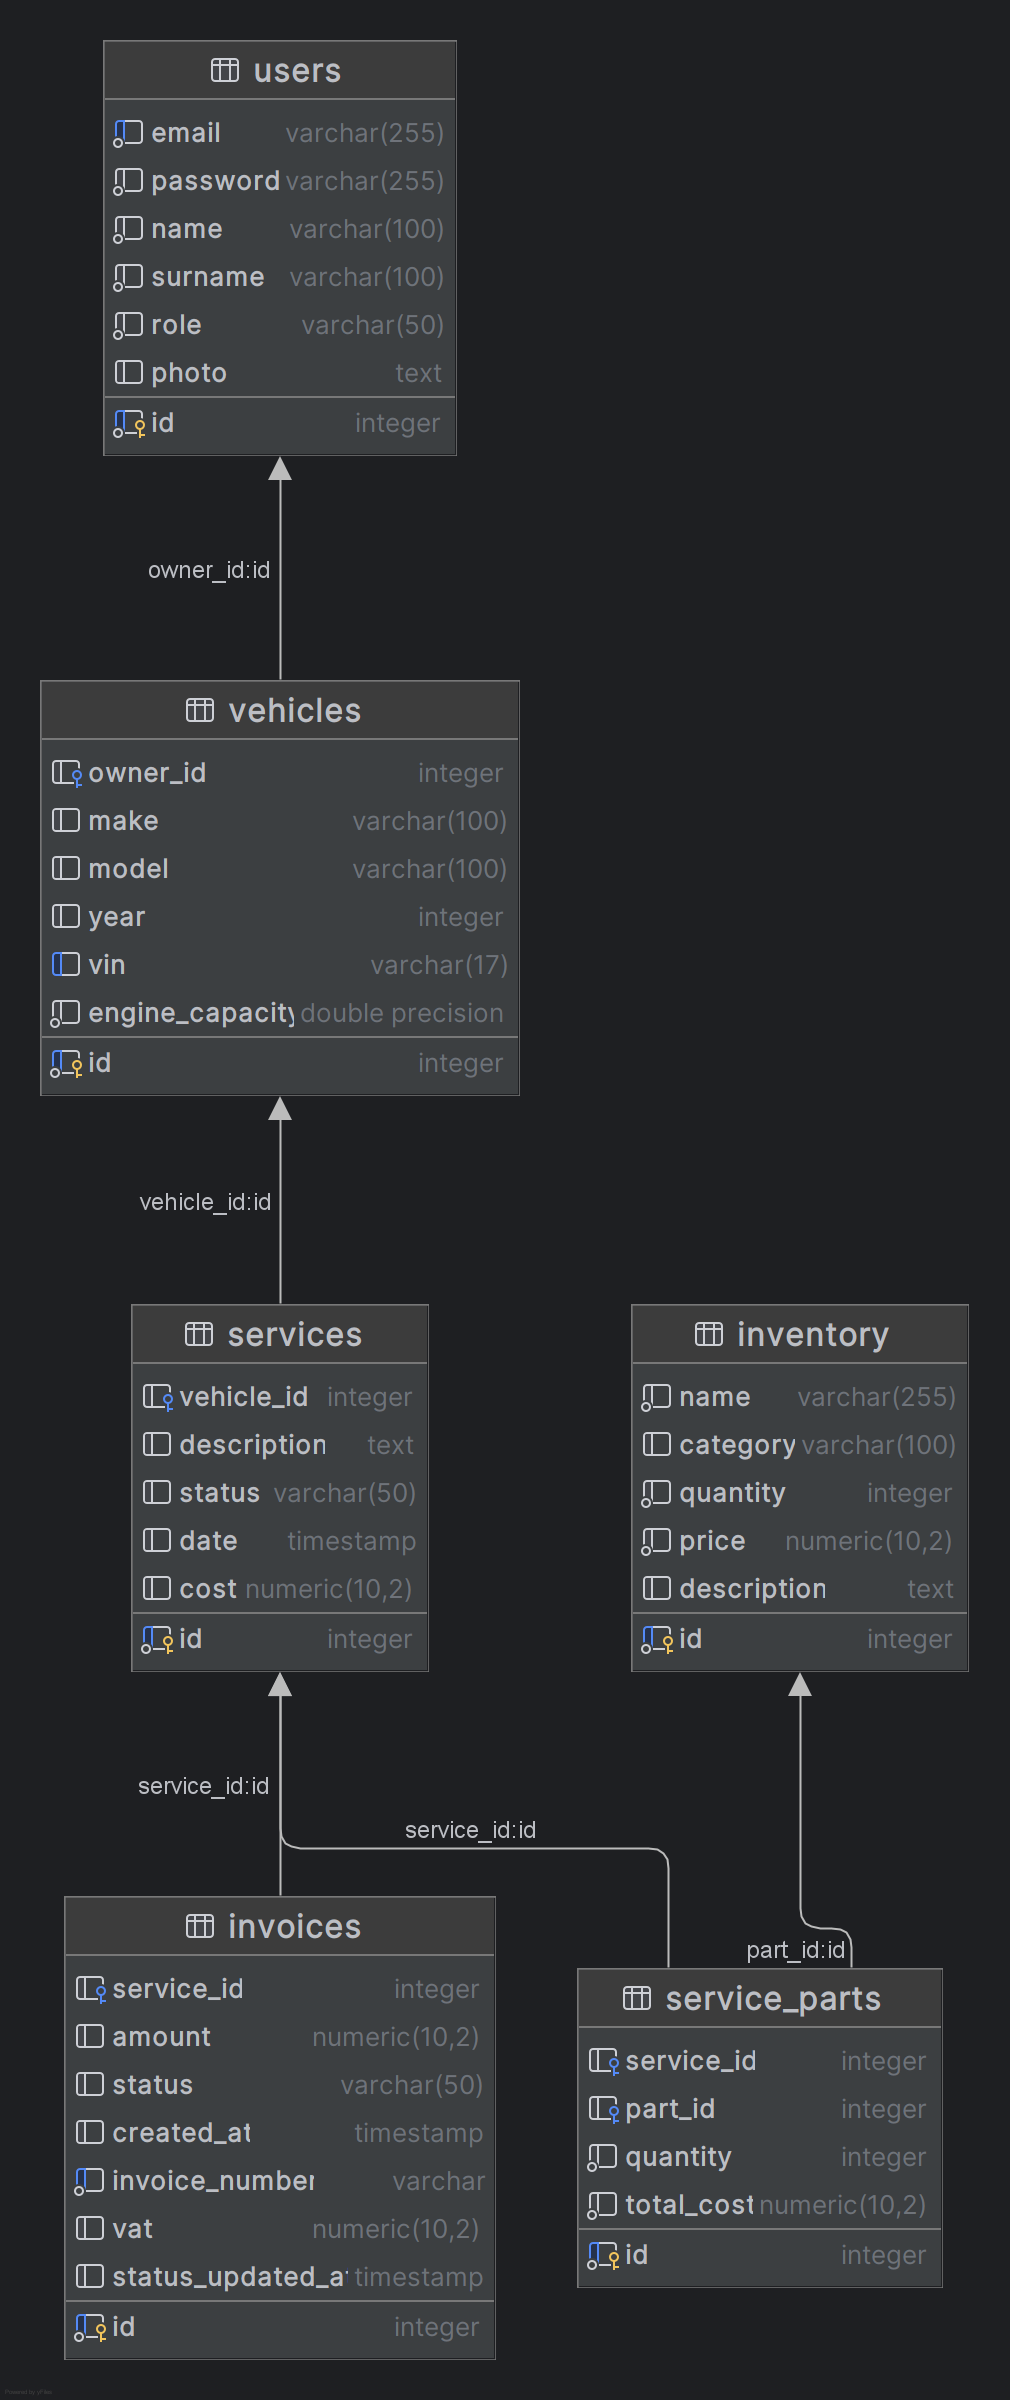 users
email varchar(255)
password varchar(255)
name varchar(100)
surname varchar(100)
role varchar(50)
photo text
id integer
owner_id:id
vehicles
owner_id integer
make varchar(100)
model varchar(100)
year integer
vin varchar(17)
engine_capacity double precision
id integer
vehicle_id:id
services
vehicle_id integer
description text
status varchar(50)
date timestamp
cost numeric(10,2)
id integer
inventory
name varchar(255)
category varchar(100)
quantity integer
price numeric(10,2)
description text
id integer
service_id:id
service_id:id
part_id:id
invoices
service_id integer
amount numeric(10,2)
status varchar(50)
created_at timestamp
invoice_number varchar
vat numeric(10,2)
status_updated_a timestamp
id integer
service_parts
service_id integer
part_id integer
quantity integer
total_cost numeric(10,2)
id integer
Powered by yFiles